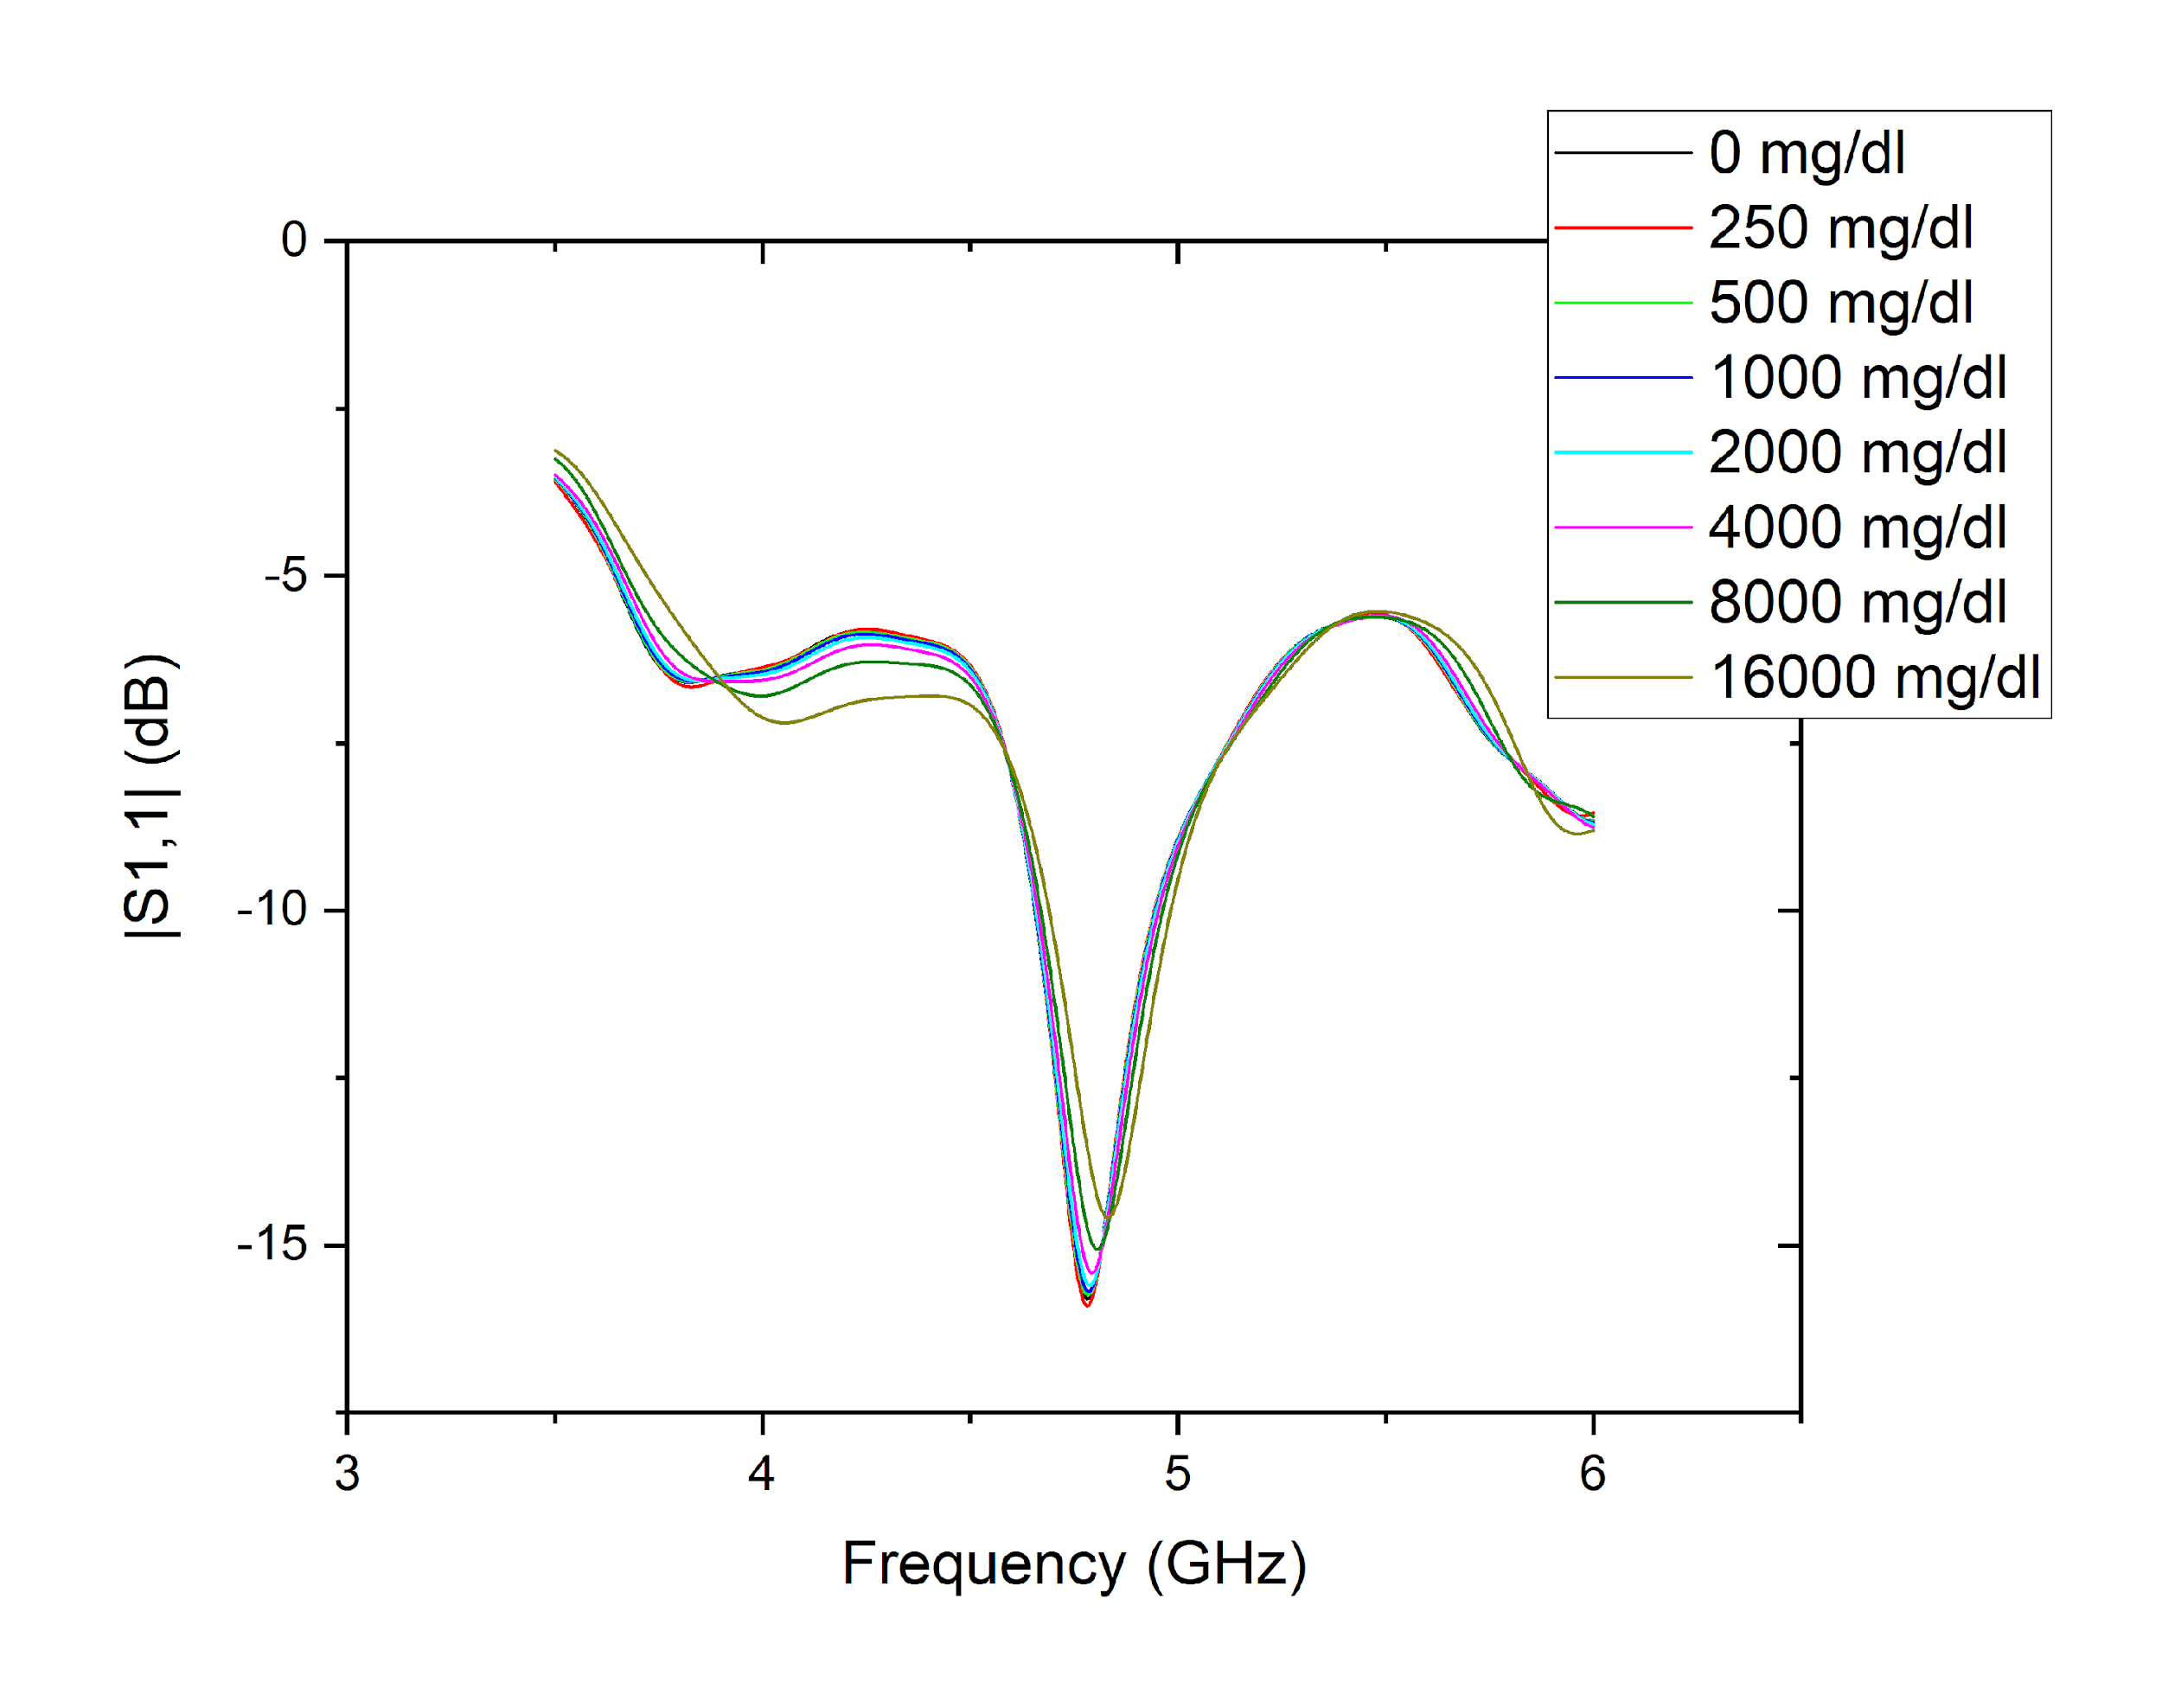 0 mg/dl
250 mg/dl
500 mg/dl
1000 mg/dl
2000 mg/dl
4000 mg/dl
8000 mg/dl
16000 mg/dl
0
-5
-10
-15
|S1,1| (dB)
3 4 5 6
Frequency (GHz)